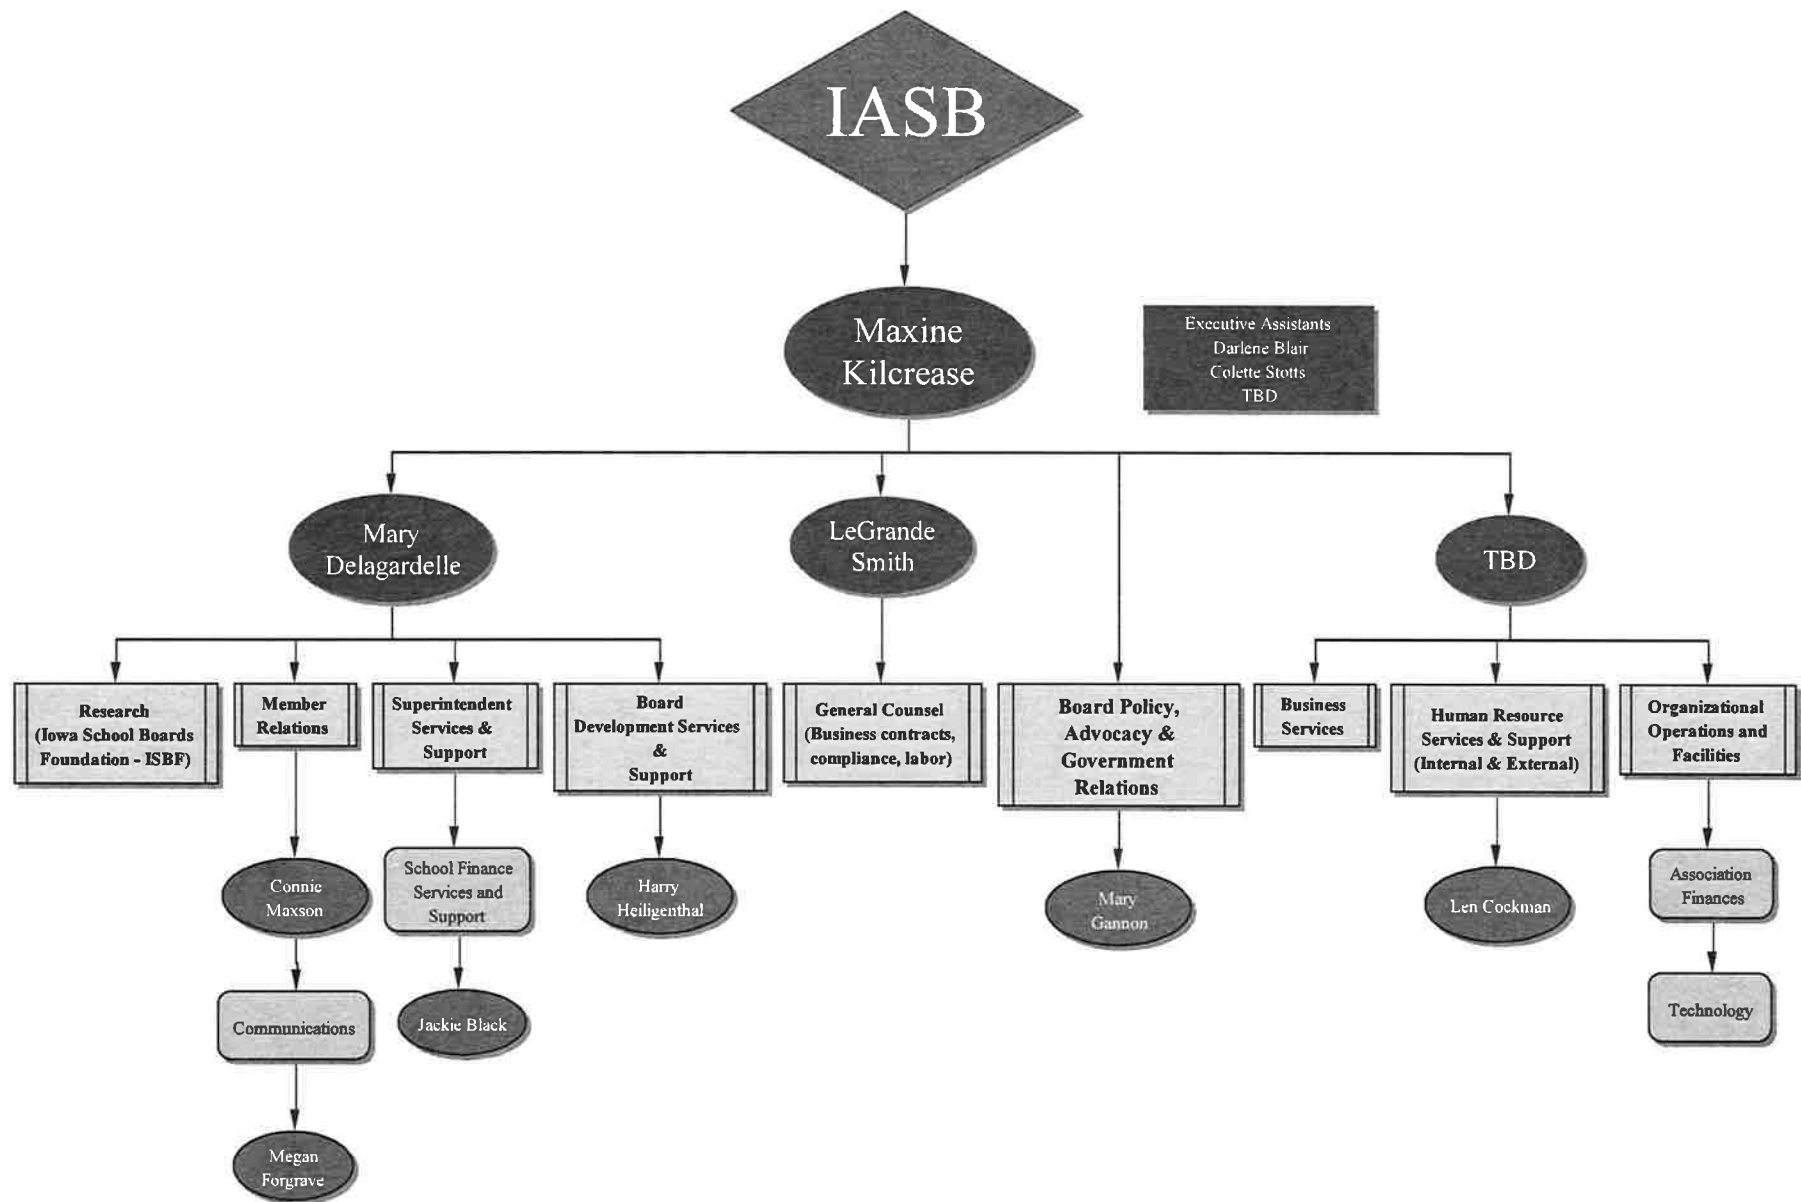 IASB
Maxine
Kilcrease
Executive Assistants
Darlene Blair
Colette Stotts
TBD
Mary
Delagardelle
LeGrande
Smith
TBD
Research
(Iowa School Boards
Foundation - ISBF)
Member
Relations
Superintendent
Services &
Support
Board
Development Services
&
Support
General Counsel
(Business contracts,
compliance, labor)
Board Policy,
Advocacy &
Government
Relations
Business
Services
Human Resource
Services & Support
(Internal & External)
Organizational
Operations and
Facilities
Connie
Maxson
School Finance
Services and
Support
Harry
Heiligenthal
Mary
Gannon
Len Cockman
Association
Finances
Communications
Jackie Black
Technology
Megan
Forgrave